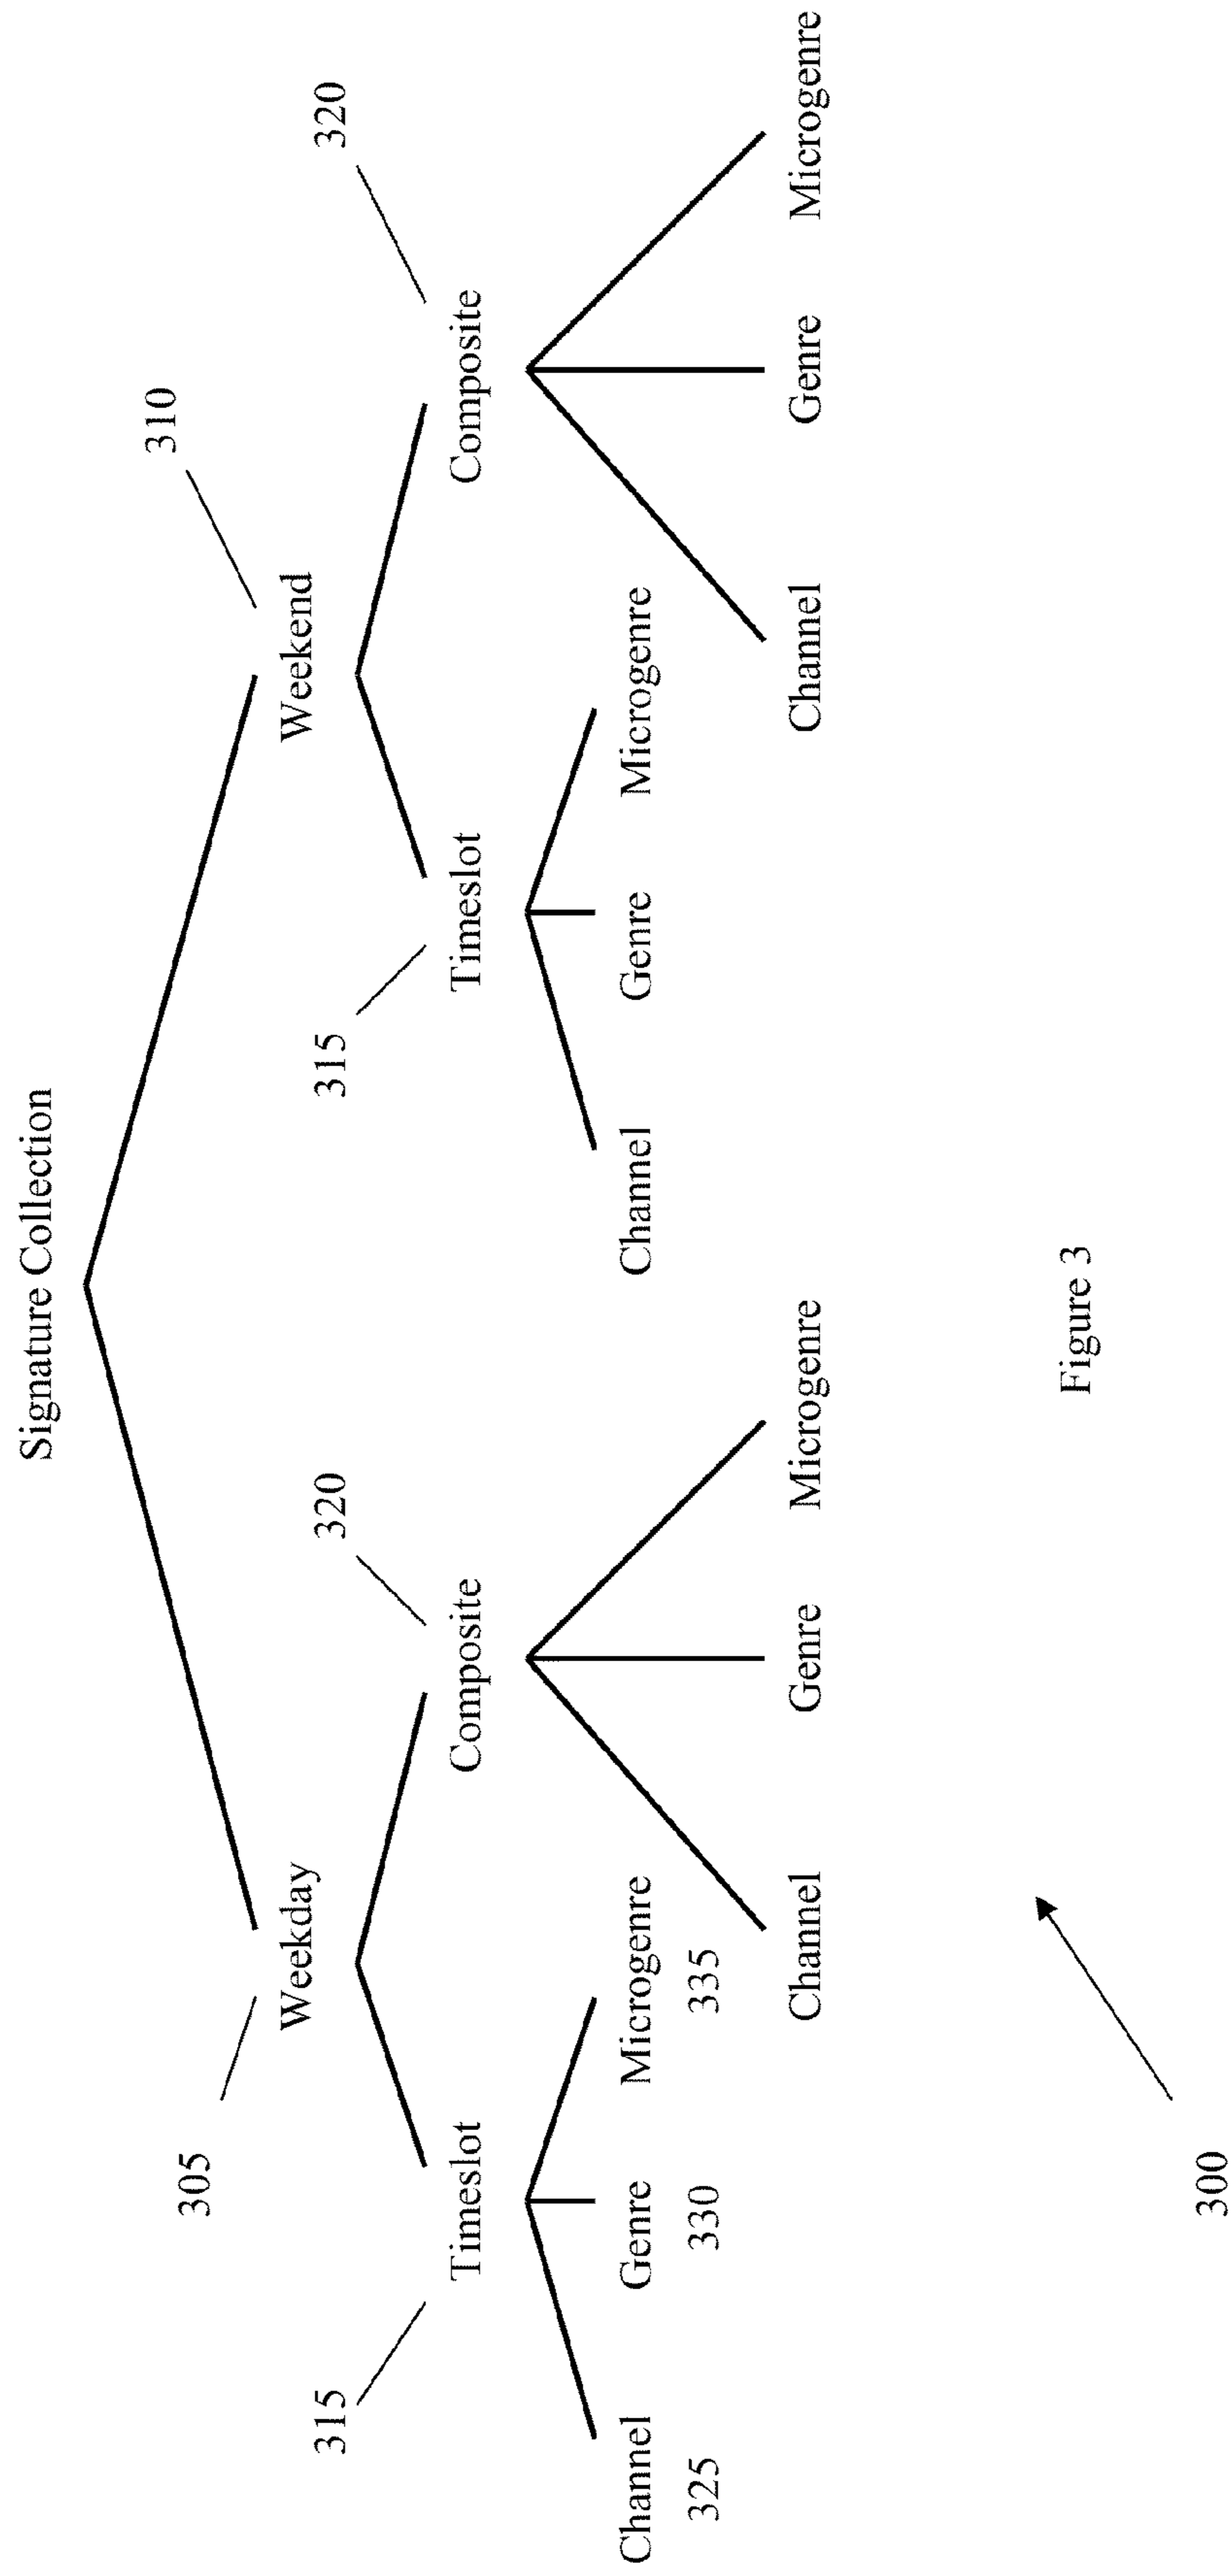 Signature Collection
310
305
Weekday
Weekend
315
320
315
320
Timeslot
Composite
Timeslot
Composite
Channel
Genre
Microgenre
Channel
Genre
Microgenre
325
330
335
Channel
Genre
Microgenre
Channel
Genre
Microgenre
Figure 3
300